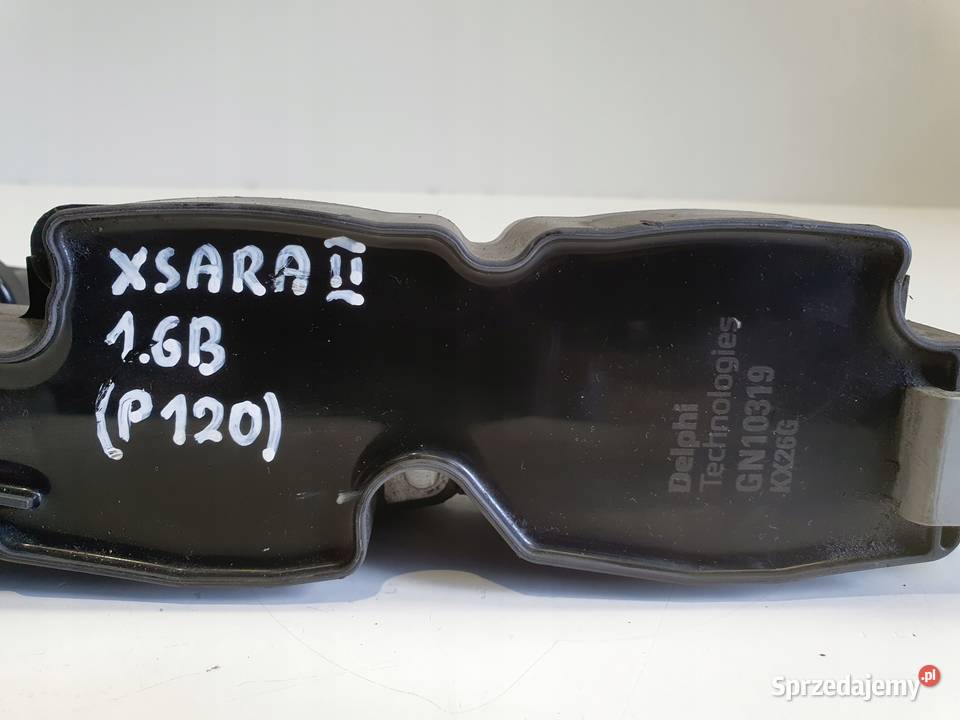 XSARA II
1.6B
(P120)
Delphi
Technologies
GN10319
KX26G
Sprzedajemy.pl